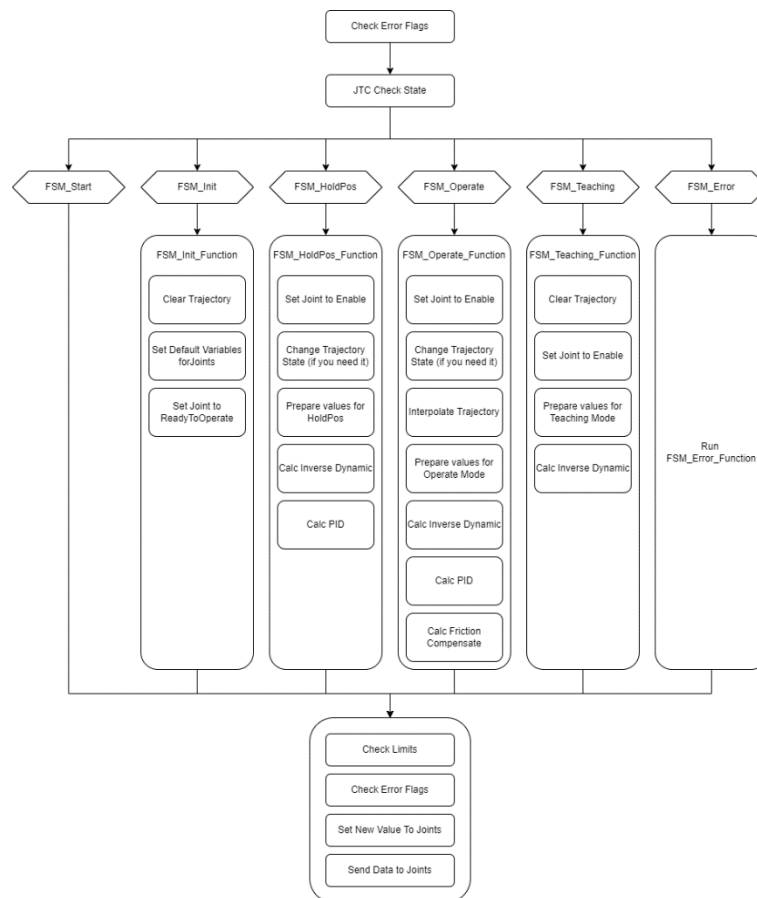 Check Error Flags
JTC Check State
FSM_Start
FSM_Init
FSM_HoldPos
FSM_Operate
FSM_Teaching
FSM_Error
FSM_Init_Function
Clear Trajectory
Set Default Variables
forJoints
Set Joint to
ReadyToOperate
FSM_HoldPos_Function
Set Joint to Enable
Change Trajectory
State (if you need it)
Prepare values for
HoldPos
Calc Inverse Dynamic
Calc PID
FSM_Operate_Function
Set Joint to Enable
Change Trajectory
State (if you need it)
Interpolate Trajectory
Prepare values for
Operate Mode
Calc Inverse Dynamic
Calc PID
Calc Friction
Compensate
FSM_Teaching_Function
Clear Trajectory
Set Joint to Enable
Prepare values for
Teaching Mode
Calc Inverse Dynamic
Run
FSM_Error_Function
Check Limits
Check Error Flags
Set New Value To Joints
Send Data to Joints